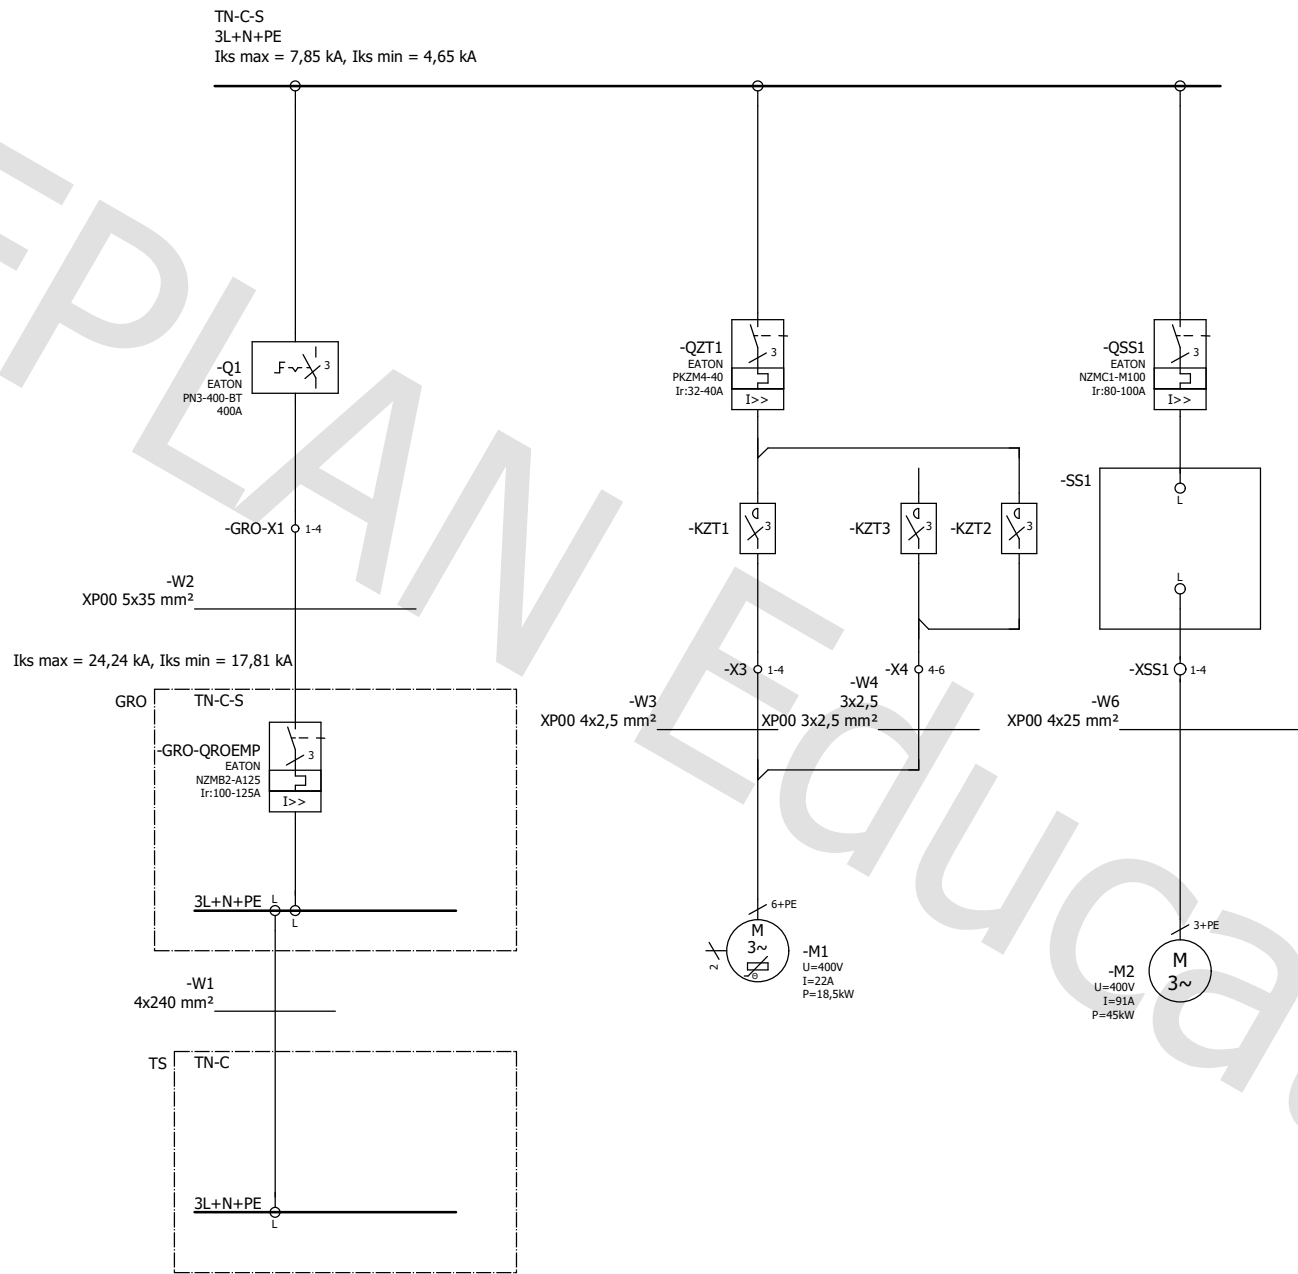 TN-C-S
3L+N+PE
Iks max = 7,85 kA, Iks min = 4,65 kA
-Q1
EATON
PN3-400-BT
400A
3
-GRO-X1
1-4
-W2
XP00 5x35 mm²
Iks max = 24,24 kA, Iks min = 17,81 kA
GRO
TN-C-S
-GRO-QROEMP
EATON
NZMB2-A125
Ir:100-125A
3
I>>
3L+N+PE
L
L
-W1
4x240 mm²
TS
TN-C
3L+N+PE
L
-QZT1
EATON
PKZM4-40
Ir:32-40A
3
I>>
-KZT1
3
-KZT3
3
-KZT2
3
-X3
1-4
-X4
4-6
-W3
XP00 4x2,5 mm²
-W4
3x2,5
XP00 3x2,5 mm²
6+PE
M
3~
Θ
2
-M1
U=400V
I=22A
P=18,5kW
-QSS1
EATON
NZMC1-M100
Ir:80-100A
3
I>>
-SS1
L
L
-XSS1
1-4
-W6
XP00 4x25 mm²
3+PE
M
3~
-M2
U=400V
I=91A
P=45kW
EPLAN Educa